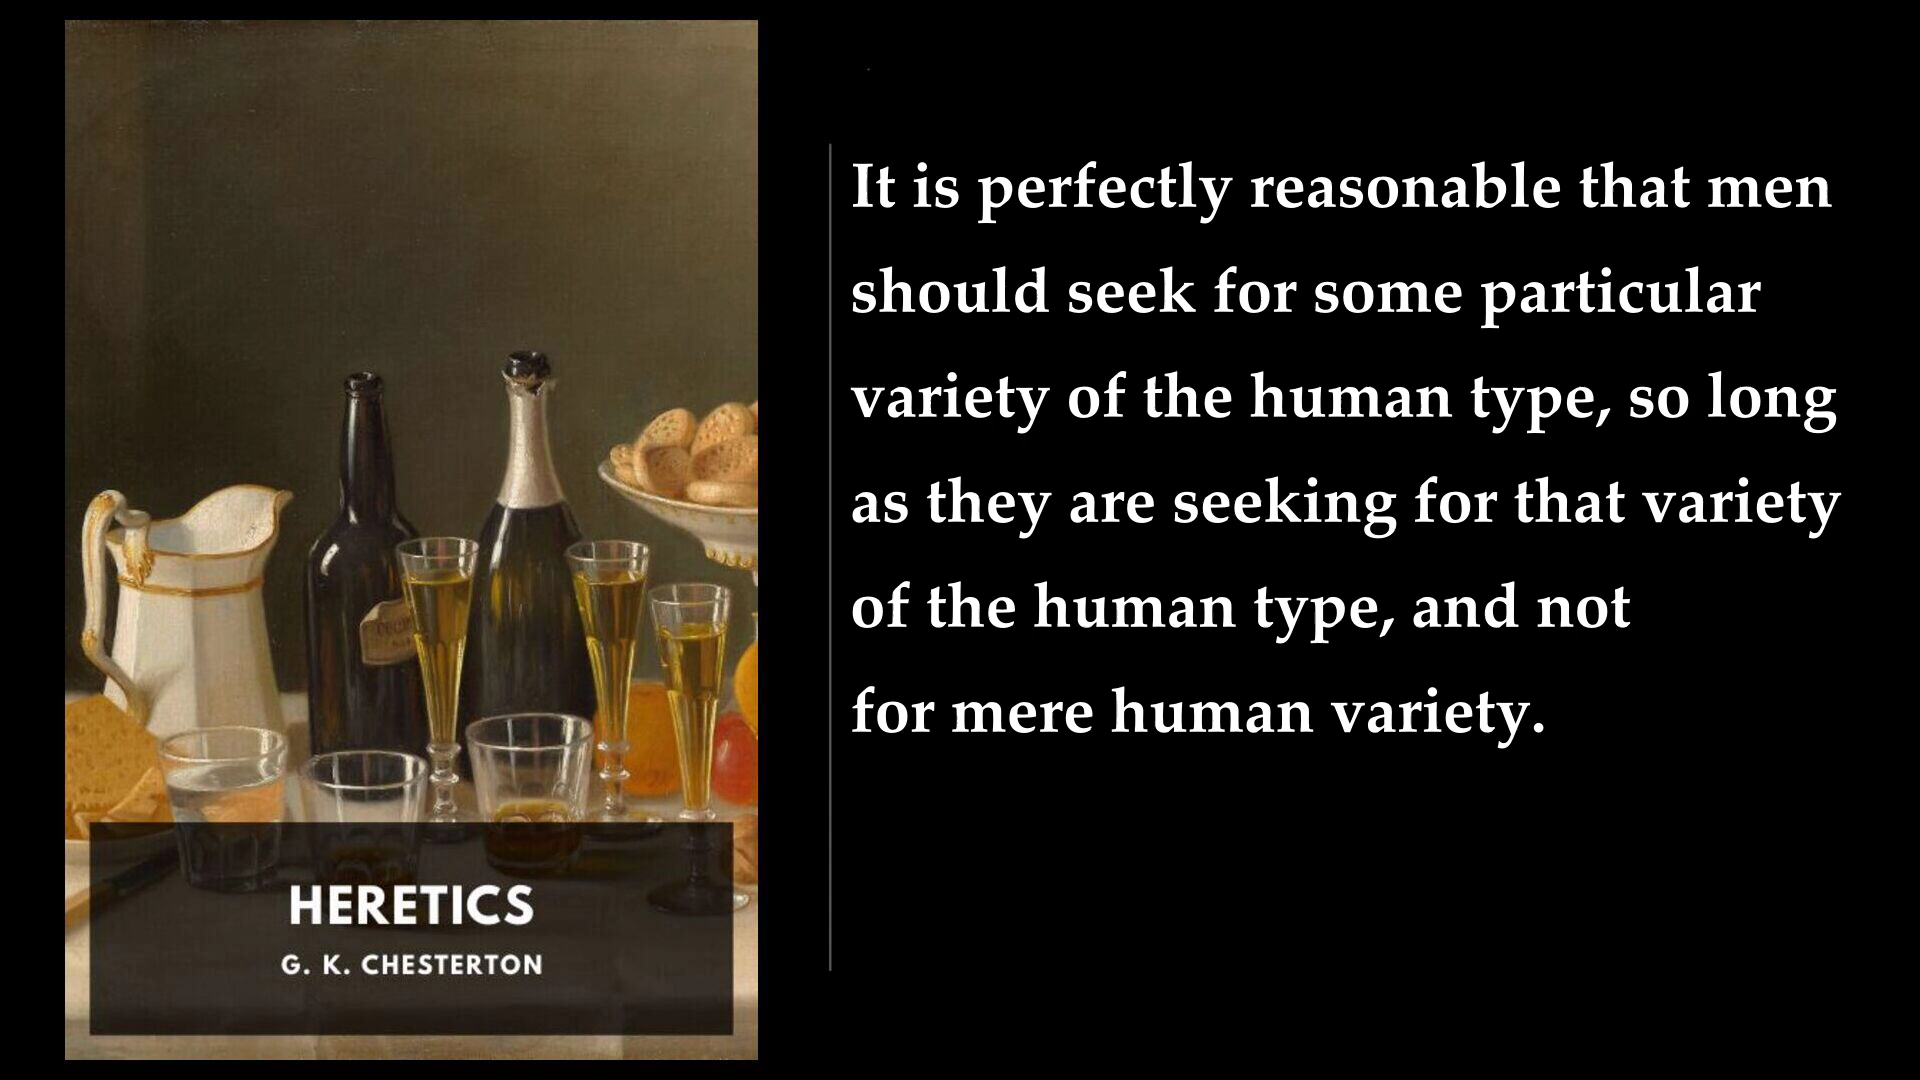 It is perfectly reasonable that men
should seek for some particular
variety of the human type, so long
as they are seeking for that variety
of the human type, and not
for mere human variety.
HERETICS
G. K. CHESTERTON